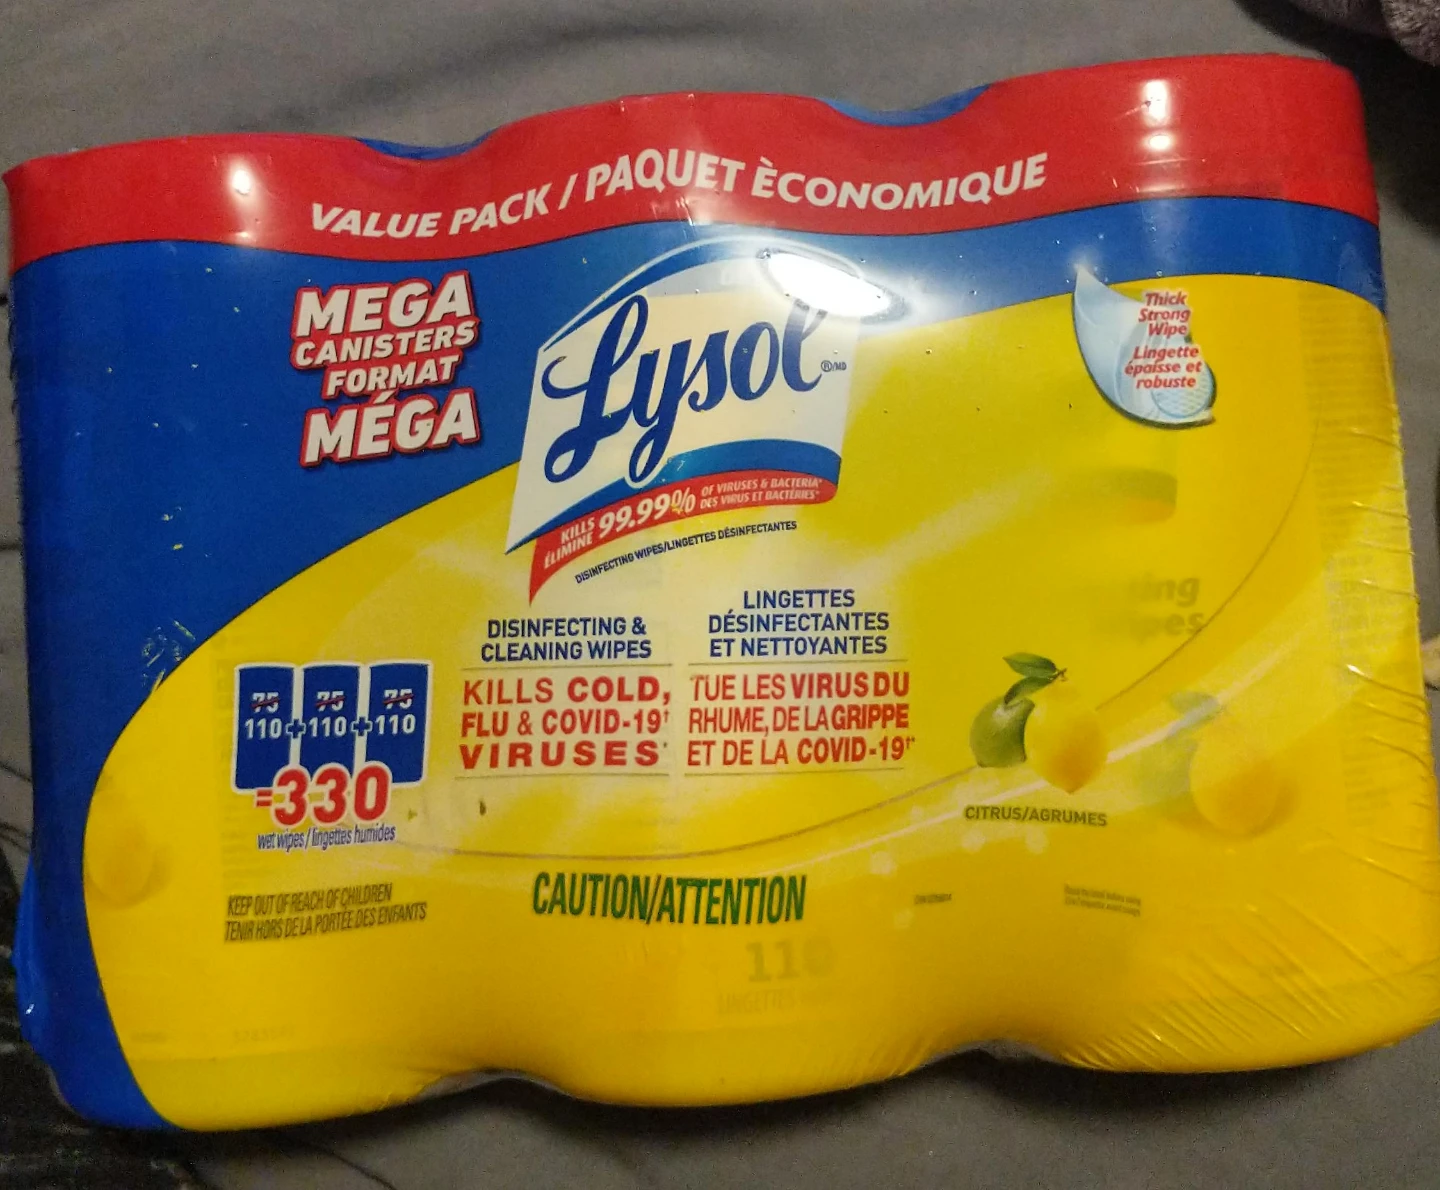 VALUE PACK / PAQUET ÈCONOMIQUE
MEGA
CANISTERS
FORMAT
MÉGA
Lysol ®/MD
KILLS
ÉLIMINE
99.99%
OF VIRUSES & BACTERIA*
DES VIRUS ET BACTÉRIES*
DISINFECTING WIPES/LINGETTES DÉSINFECTANTES
Thick
Strong
Wipe
Lingette
épaisse et
robuste
DISINFECTING &
CLEANING WIPES
KILLS COLD,
FLU & COVID-19†
VIRUSES*
LINGETTES
DÉSINFECTANTES
ET NETTOYANTES
TUE LES VIRUS DU
RHUME, DE LA GRIPPE
ET DE LA COVID-19†*
75 75 75
110+110+110
=330
wet wipes / lingettes humides
CITRUS/AGRUMES
KEEP OUT OF REACH OF CHILDREN
TENIR HORS DE LA PORTÉE DES ENFANTS
CAUTION/ATTENTION
110
LINGETTES